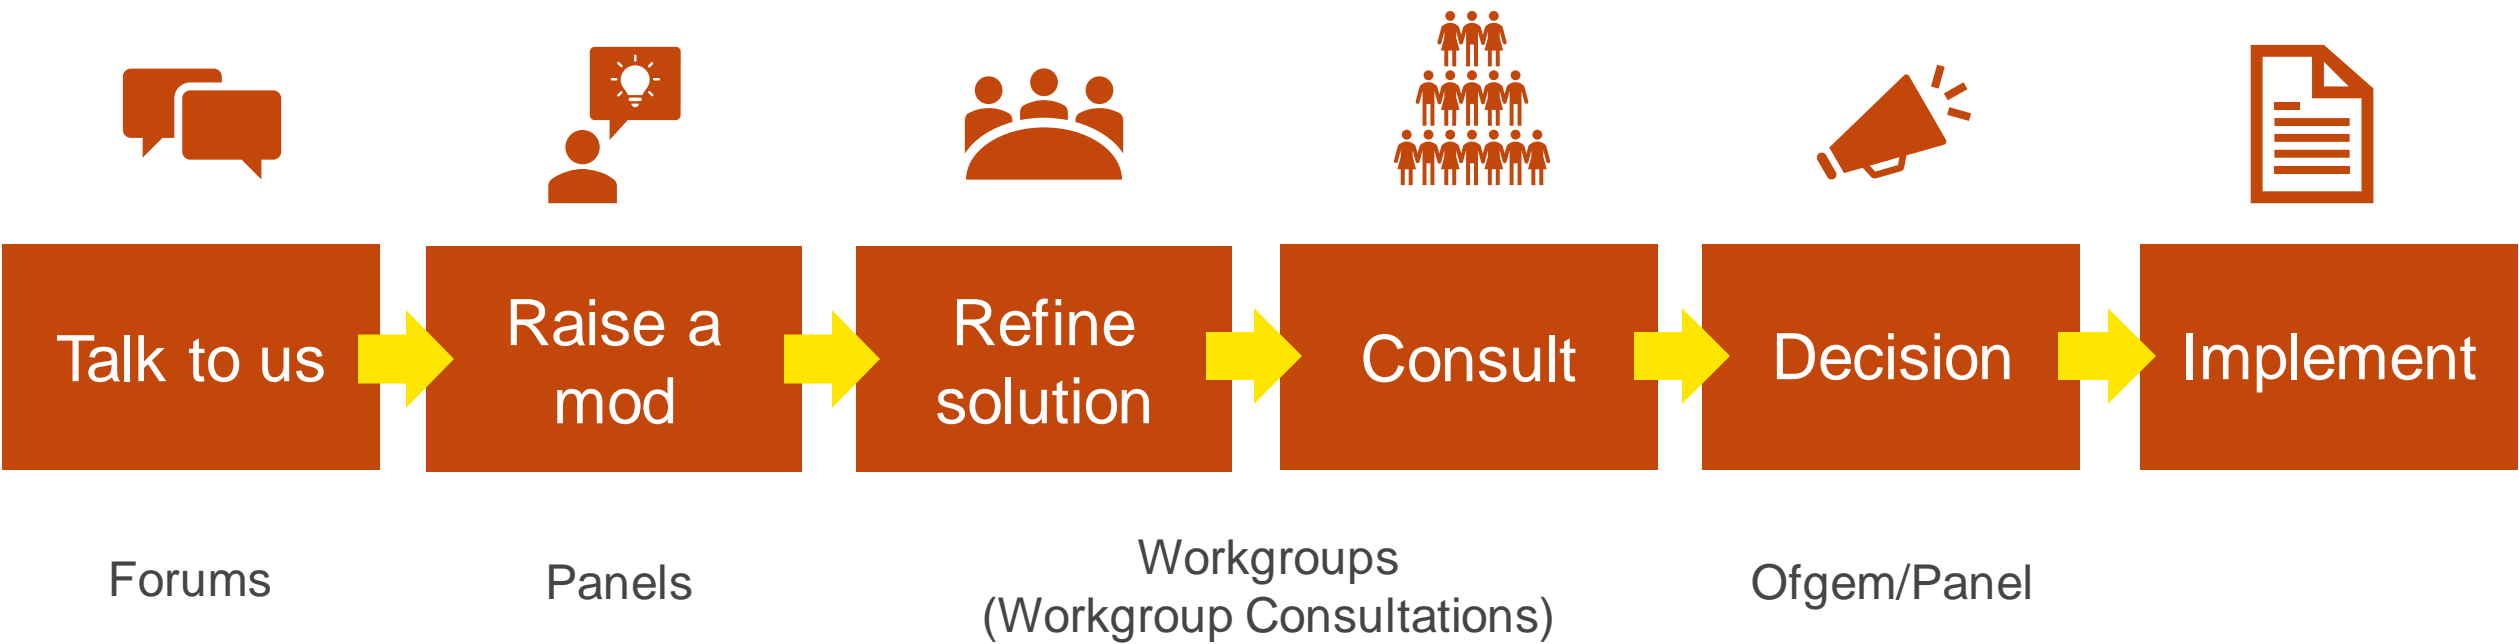 Talk to us
Raise a
mod
Refine
solution
Consult
Decision
Implement
Forums
Panels
Workgroups
(Workgroup Consultations)
Ofgem/Panel